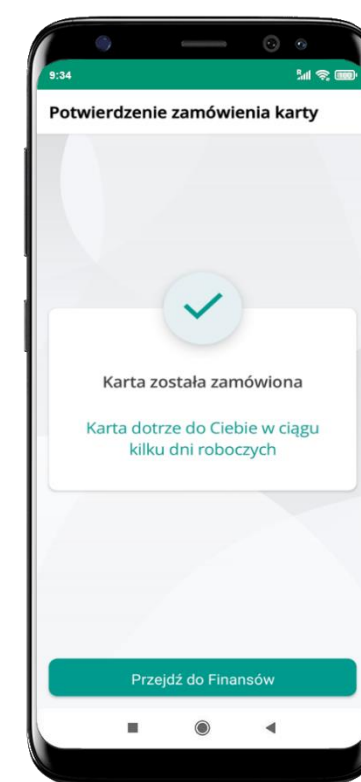 9:34
Potwierdzenie zamówienia karty
Karta została zamówiona
Karta dotrze do Ciebie w ciągu
kilku dni roboczych
Przejdź do Finansów